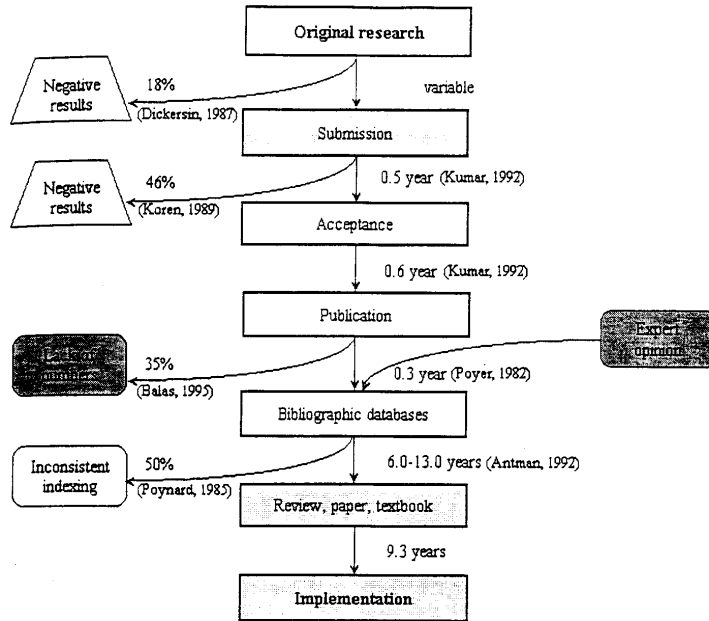 Original research
Negative
results
18%
(Dickersin, 1987)
variable
Submission
Negative
results
46%
(Koren, 1989)
0.5 year (Kumar, 1992)
Acceptance
0.6 year (Kumar, 1992)
Publication
Expert
opinion
Lack of
numbers
35%
(Balas, 1995)
0.3 year (Poyer, 1982)
Bibliographic databases
Inconsistent
indexing
50%
(Poynard, 1985)
6.0-13.0 years (Antman, 1992)
Review, paper, textbook
9.3 years
Implementation